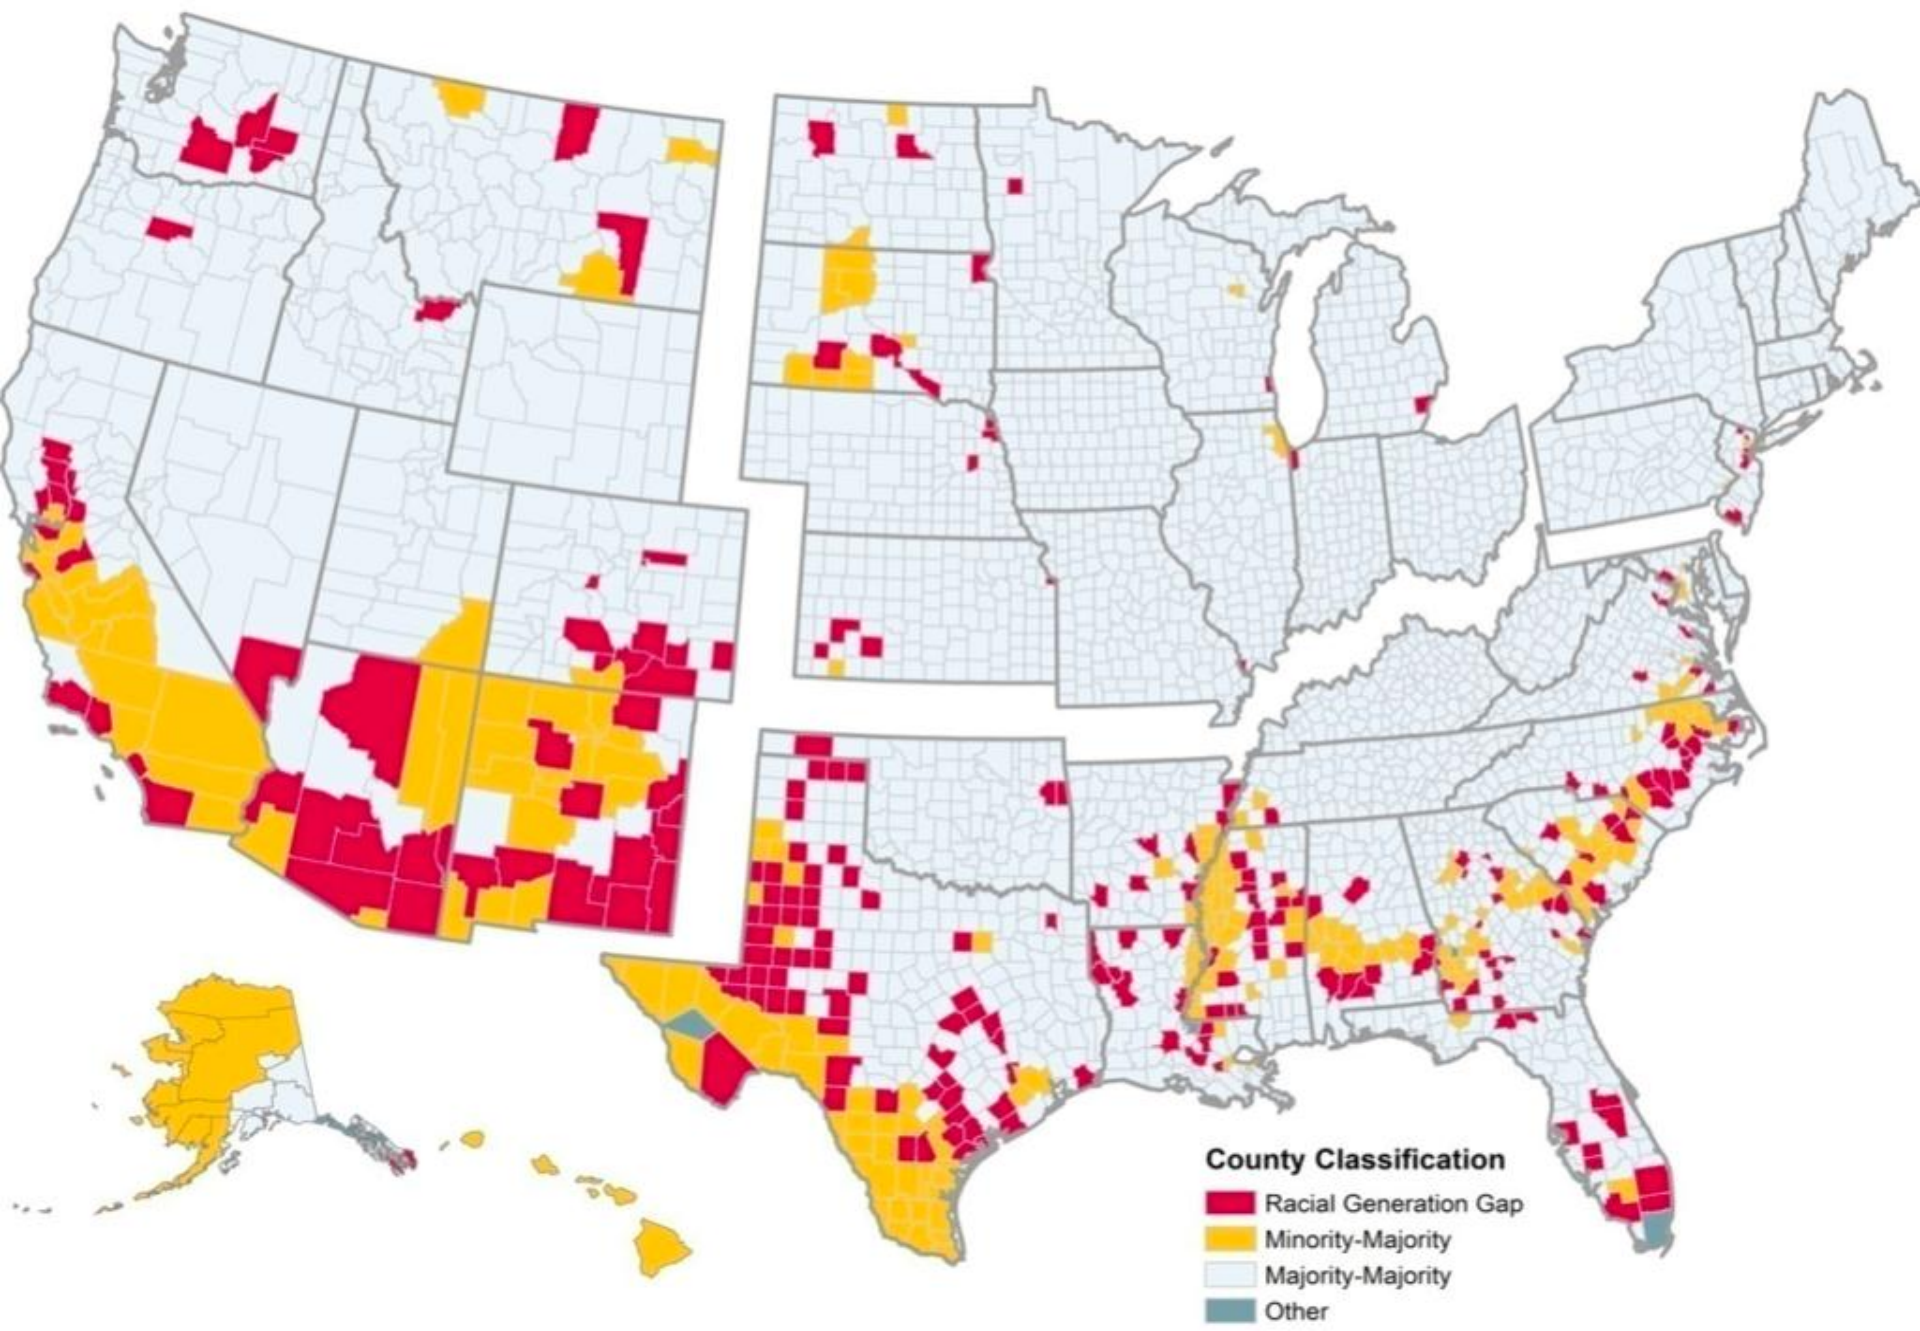 County Classification
Racial Generation Gap
Minority-Majority
Majority-Majority
Other